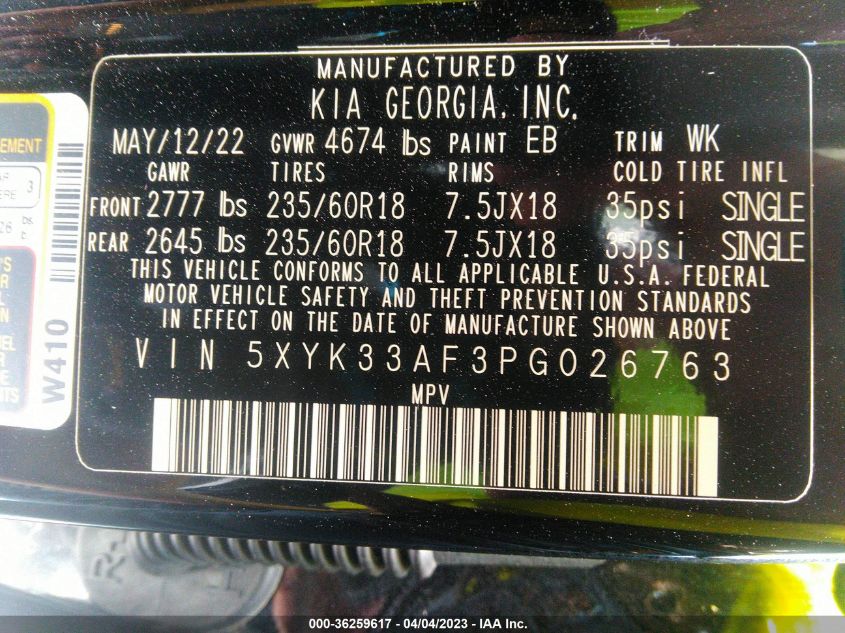 MANUFACTURED BY
KIA GEORGIA, INC.
MAY/12/22 GVWR 4674 lbs PAINT EB TRIM WK
GAWR TIRES RIMS COLD TIRE INFL
FRONT 2777 lbs 235/60R18 7.5JX18 35psi SINGLE
REAR 2645 lbs 235/60R18 7.5JX18 35psi SINGLE
THIS VEHICLE CONFORMS TO ALL APPLICABLE U.S.A. FEDERAL
MOTOR VEHICLE SAFETY AND THEFT PREVENTION STANDARDS
IN EFFECT ON THE DATE OF MANUFACTURE SHOWN ABOVE
VIN 5XYK33AF3PG026763
MPV
W410
3
000-36259617 - 04/04/2023 - IAA Inc.